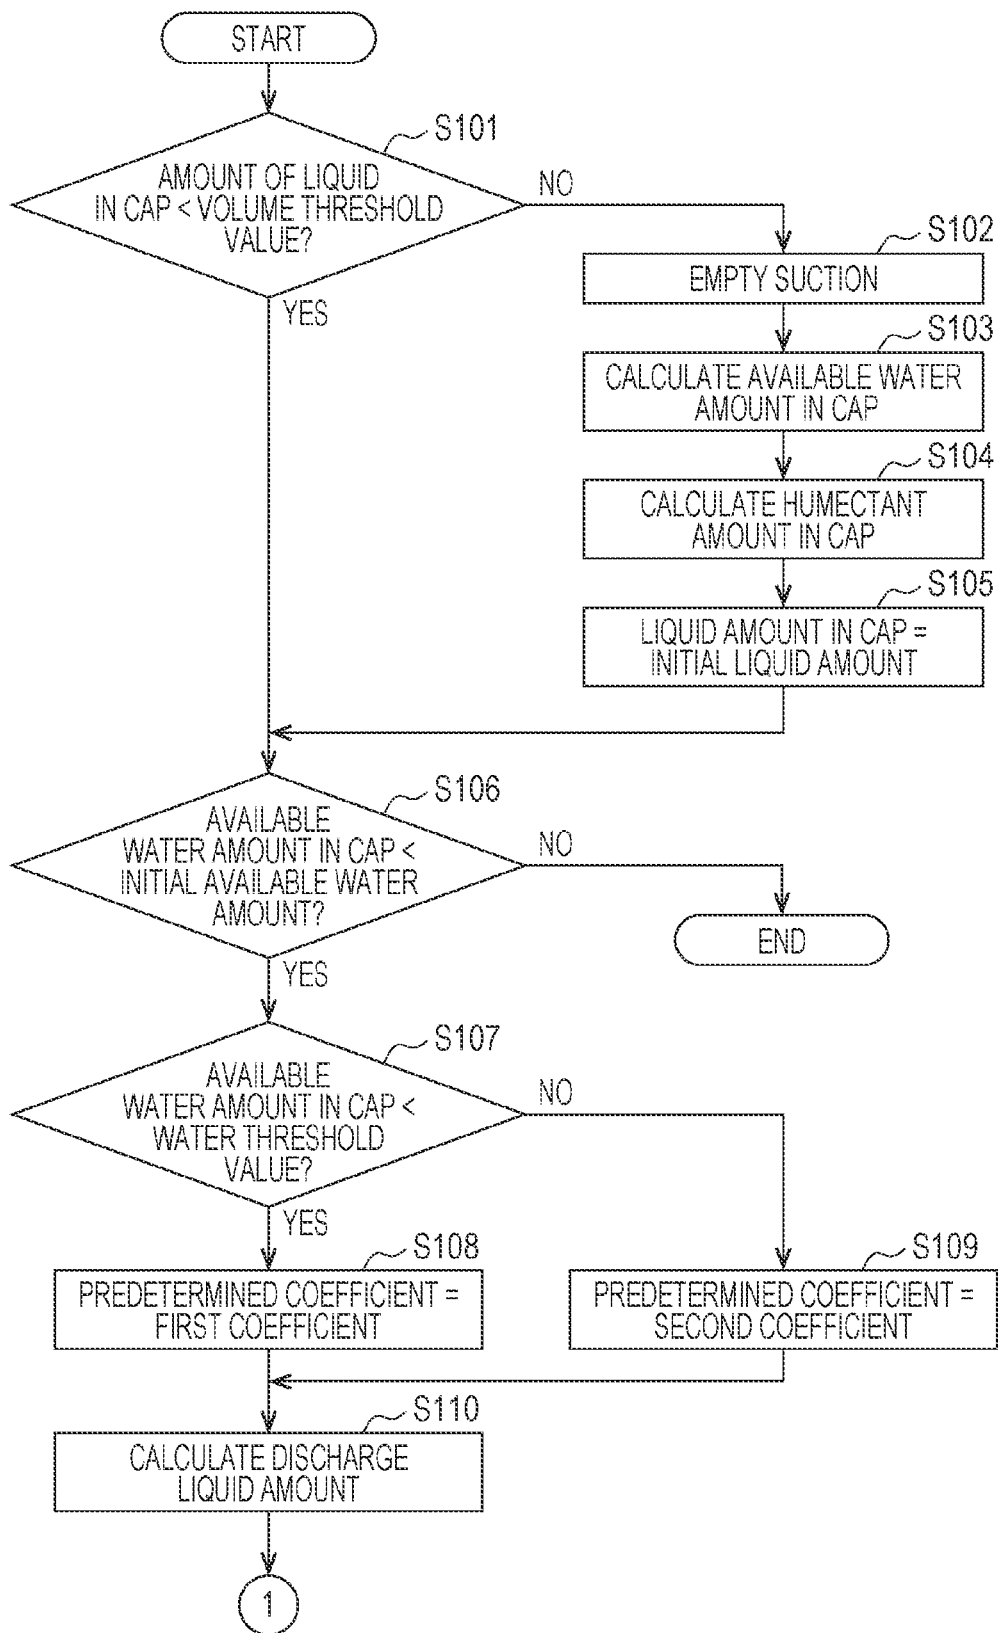 START
S101
AMOUNT OF LIQUID
IN CAP < VOLUME THRESHOLD
VALUE?
NO
YES
S102
EMPTY SUCTION
S103
CALCULATE AVAILABLE WATER
AMOUNT IN CAP
S104
CALCULATE HUMECTANT
AMOUNT IN CAP
S105
LIQUID AMOUNT IN CAP =
INITIAL LIQUID AMOUNT
S106
AVAILABLE
WATER AMOUNT IN CAP <
INITIAL AVAILABLE WATER
AMOUNT?
NO
END
YES
S107
AVAILABLE
WATER AMOUNT IN CAP <
WATER THRESHOLD
VALUE?
NO
YES
S108
PREDETERMINED COEFFICIENT =
FIRST COEFFICIENT
S109
PREDETERMINED COEFFICIENT =
SECOND COEFFICIENT
S110
CALCULATE DISCHARGE
LIQUID AMOUNT
1